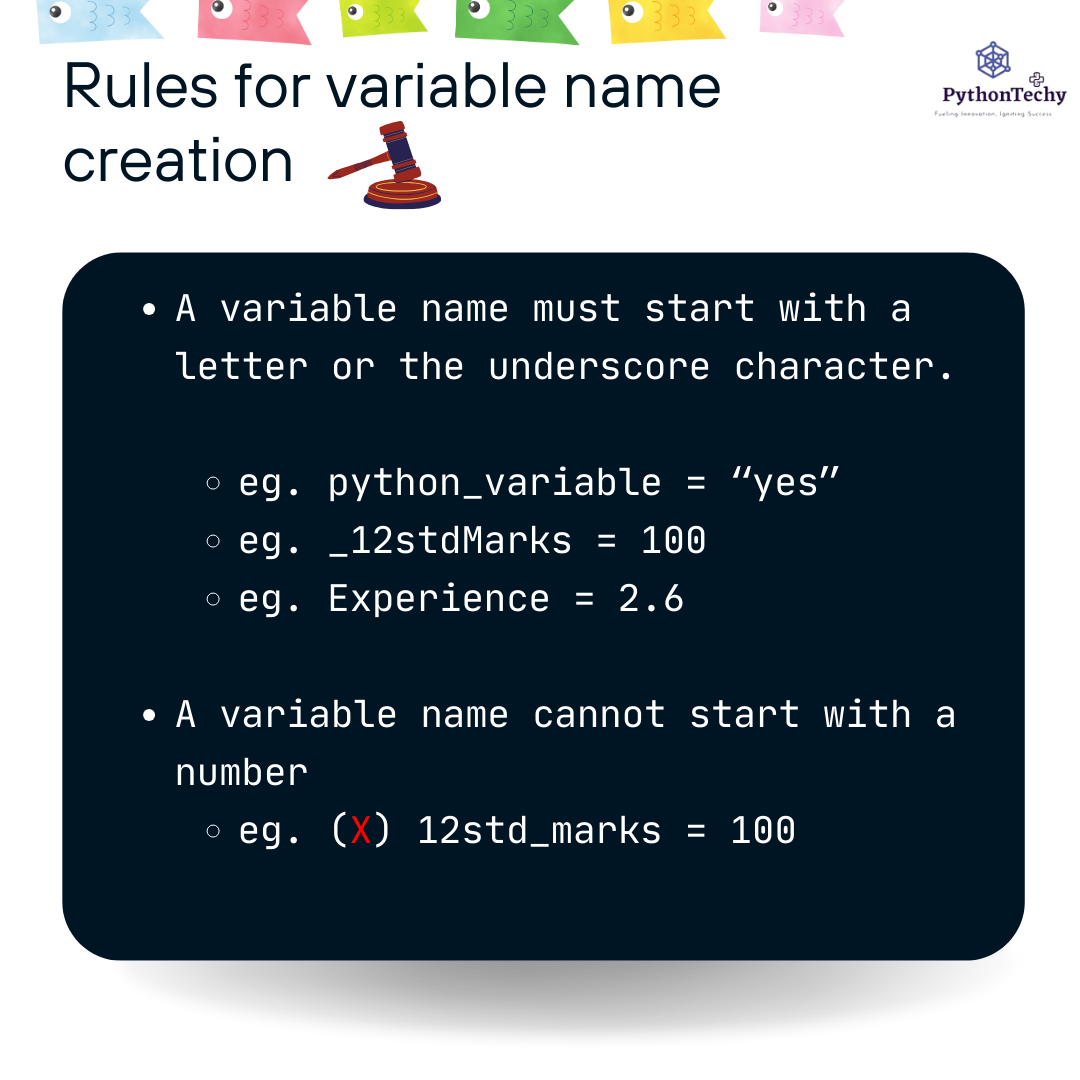 Rules for variable name
creation
PythonTechy
Fueling Innovation, Igniting Success
• A variable name must start with a
letter or the underscore character.
○ eg. python_variable = “yes”
○ eg. _12stdMarks = 100
○ eg. Experience = 2.6
• A variable name cannot start with a
number
○ eg. (X) 12std_marks = 100